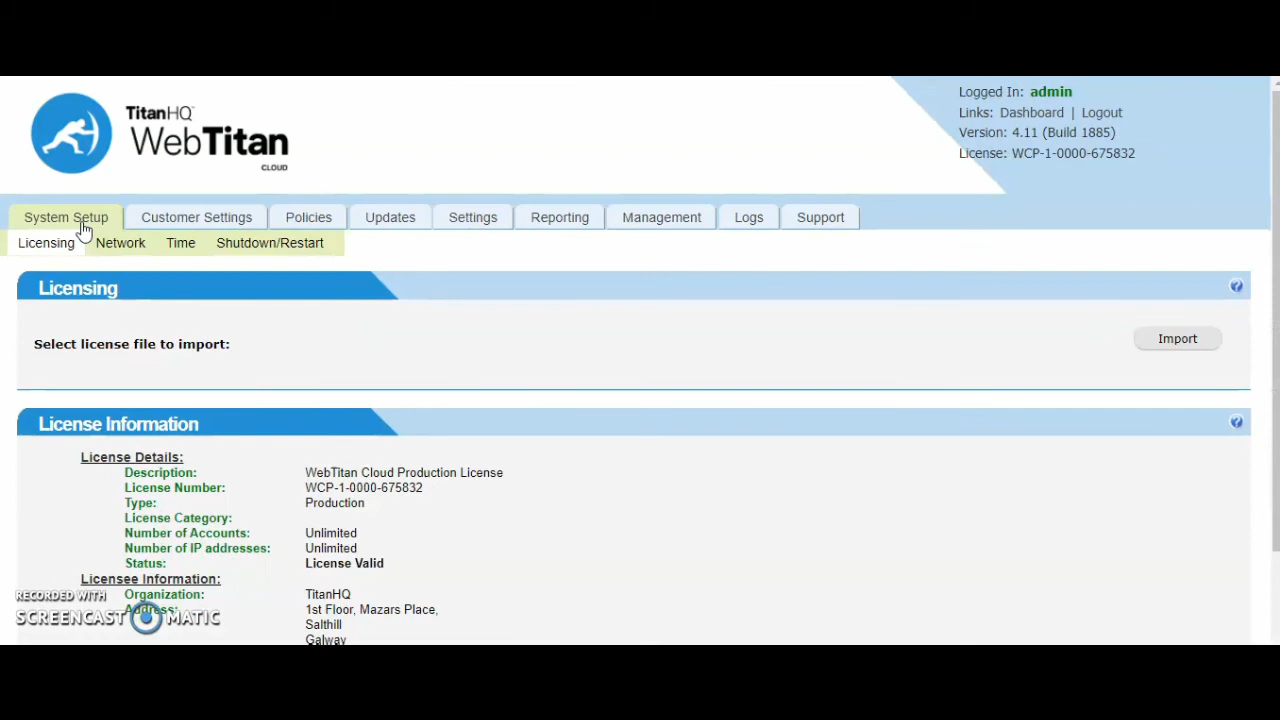 TitanHQ™
WebTitan
CLOUD
Logged In: admin
Links: Dashboard | Logout
Version: 4.11 (Build 1885)
License: WCP-1-0000-675832
System Setup Customer Settings Policies Updates Settings Reporting Management Logs Support
Licensing Network Time Shutdown/Restart
Licensing
Select license file to import: Import
License Information
License Details:
Description: WebTitan Cloud Production License
License Number: WCP-1-0000-675832
Type: Production
License Category:
Number of Accounts: Unlimited
Number of IP addresses: Unlimited
Status: License Valid
Licensee Information:
Organization: TitanHQ
Address: 1st Floor, Mazars Place,
Salthill
Galway
RECORDED WITH
SCREENCAST MATIC